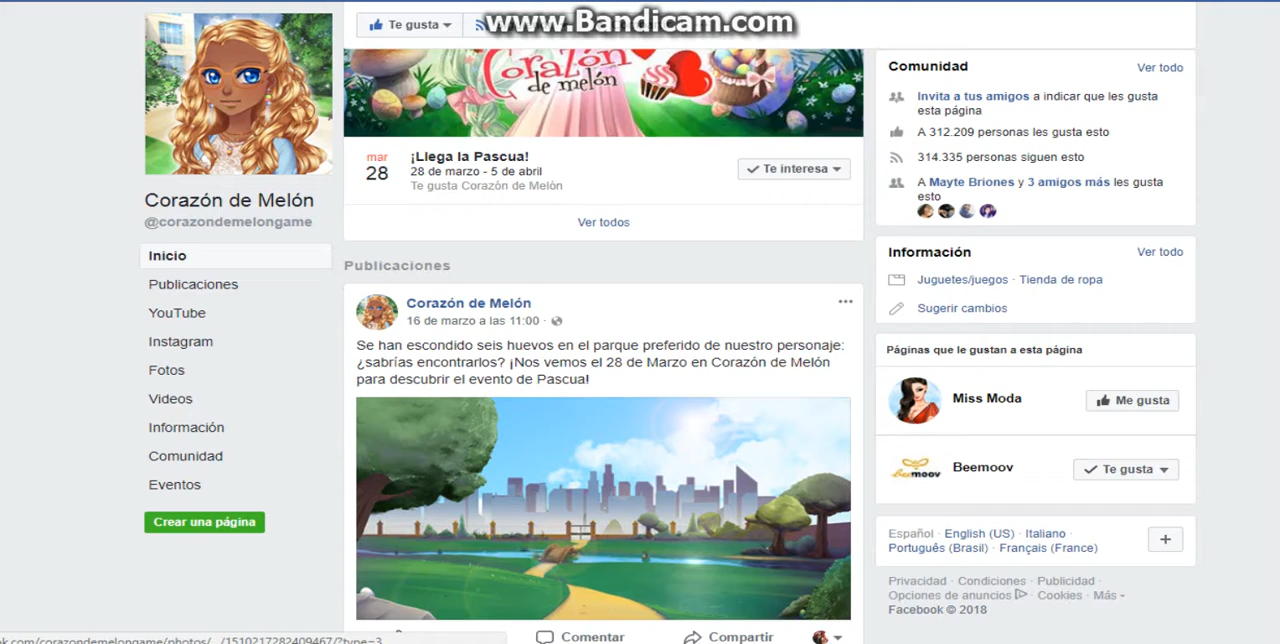 www.Bandicam.com
Te gusta
Corazón
de melón
mar
28
¡Llega la Pascua!
28 de marzo - 5 de abril
Te gusta Corazón de Melón
Te interesa
Ver todos
Corazón de Melón
@corazondemelongame
Inicio
Publicaciones
YouTube
Instagram
Fotos
Videos
Información
Comunidad
Eventos
Crear una página
Publicaciones
Corazón de Melón
16 de marzo a las 11:00 ·
Se han escondido seis huevos en el parque preferido de nuestro personaje:
¿sabrías encontrarlos? ¡Nos vemos el 28 de Marzo en Corazón de Melón
para descubrir el evento de Pascua!
Comentar
Compartir
Comunidad
Ver todo
Invita a tus amigos a indicar que les gusta
esta página
A 312.209 personas les gusta esto
314.335 personas siguen esto
A Mayte Briones y 3 amigos más les gusta
esto
Información
Ver todo
Juguetes/juegos · Tienda de ropa
Sugerir cambios
Páginas que le gustan a esta página
Miss Moda
Me gusta
Beemoov
Beemoov
Te gusta
Español · English (US) · Italiano ·
Português (Brasil) · Français (France)
+
Privacidad · Condiciones · Publicidad ·
Opciones de anuncios · Cookies · Más
Facebook © 2018
ok.com/corazondemelongame/photos/.../1510217282409467/?type=3